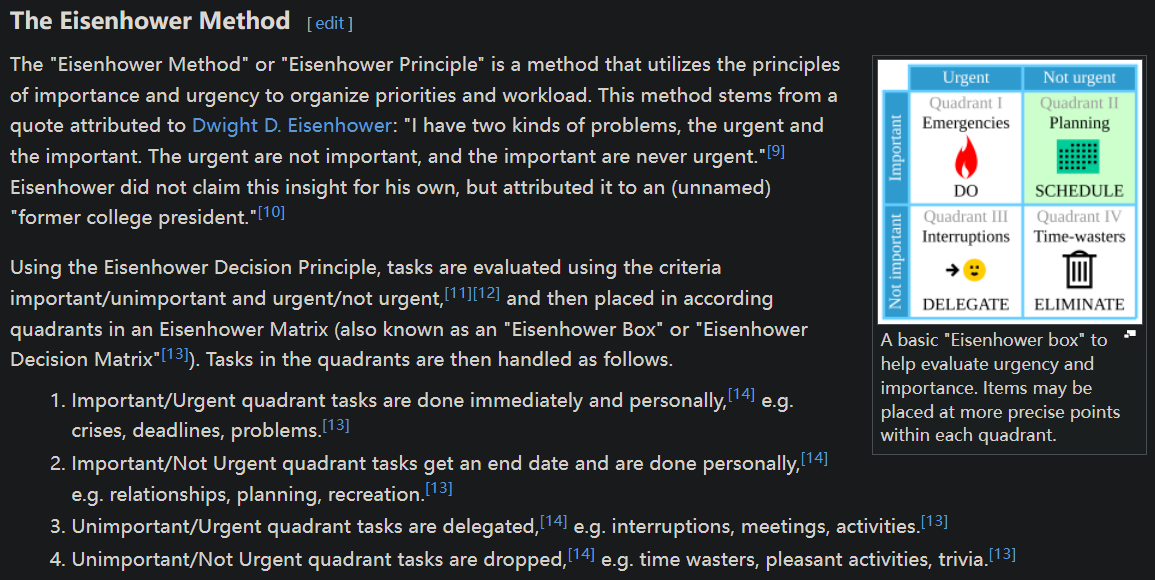 The Eisenhower Method [ edit ]
The "Eisenhower Method" or "Eisenhower Principle" is a method that utilizes the principles
of importance and urgency to organize priorities and workload. This method stems from a
quote attributed to Dwight D. Eisenhower: "I have two kinds of problems, the urgent and
the important. The urgent are not important, and the important are never urgent."[9]
Eisenhower did not claim this insight for his own, but attributed it to an (unnamed)
"former college president."[10]
Using the Eisenhower Decision Principle, tasks are evaluated using the criteria
important/unimportant and urgent/not urgent,[11][12] and then placed in according
quadrants in an Eisenhower Matrix (also known as an "Eisenhower Box" or "Eisenhower
Decision Matrix"[13]). Tasks in the quadrants are then handled as follows.
1. Important/Urgent quadrant tasks are done immediately and personally,[14] e.g.
crises, deadlines, problems.[13]
2. Important/Not Urgent quadrant tasks get an end date and are done personally,[14]
e.g. relationships, planning, recreation.[13]
3. Unimportant/Urgent quadrant tasks are delegated,[14] e.g. interruptions, meetings, activities.[13]
4. Unimportant/Not Urgent quadrant tasks are dropped,[14] e.g. time wasters, pleasant activities, trivia.[13]
Urgent Not urgent
Important
Quadrant I Quadrant II
Emergencies Planning
DO SCHEDULE
Not important
Quadrant III Quadrant IV
Interruptions Time-wasters
DELEGATE ELIMINATE
A basic "Eisenhower box" to
help evaluate urgency and
importance. Items may be
placed at more precise points
within each quadrant.